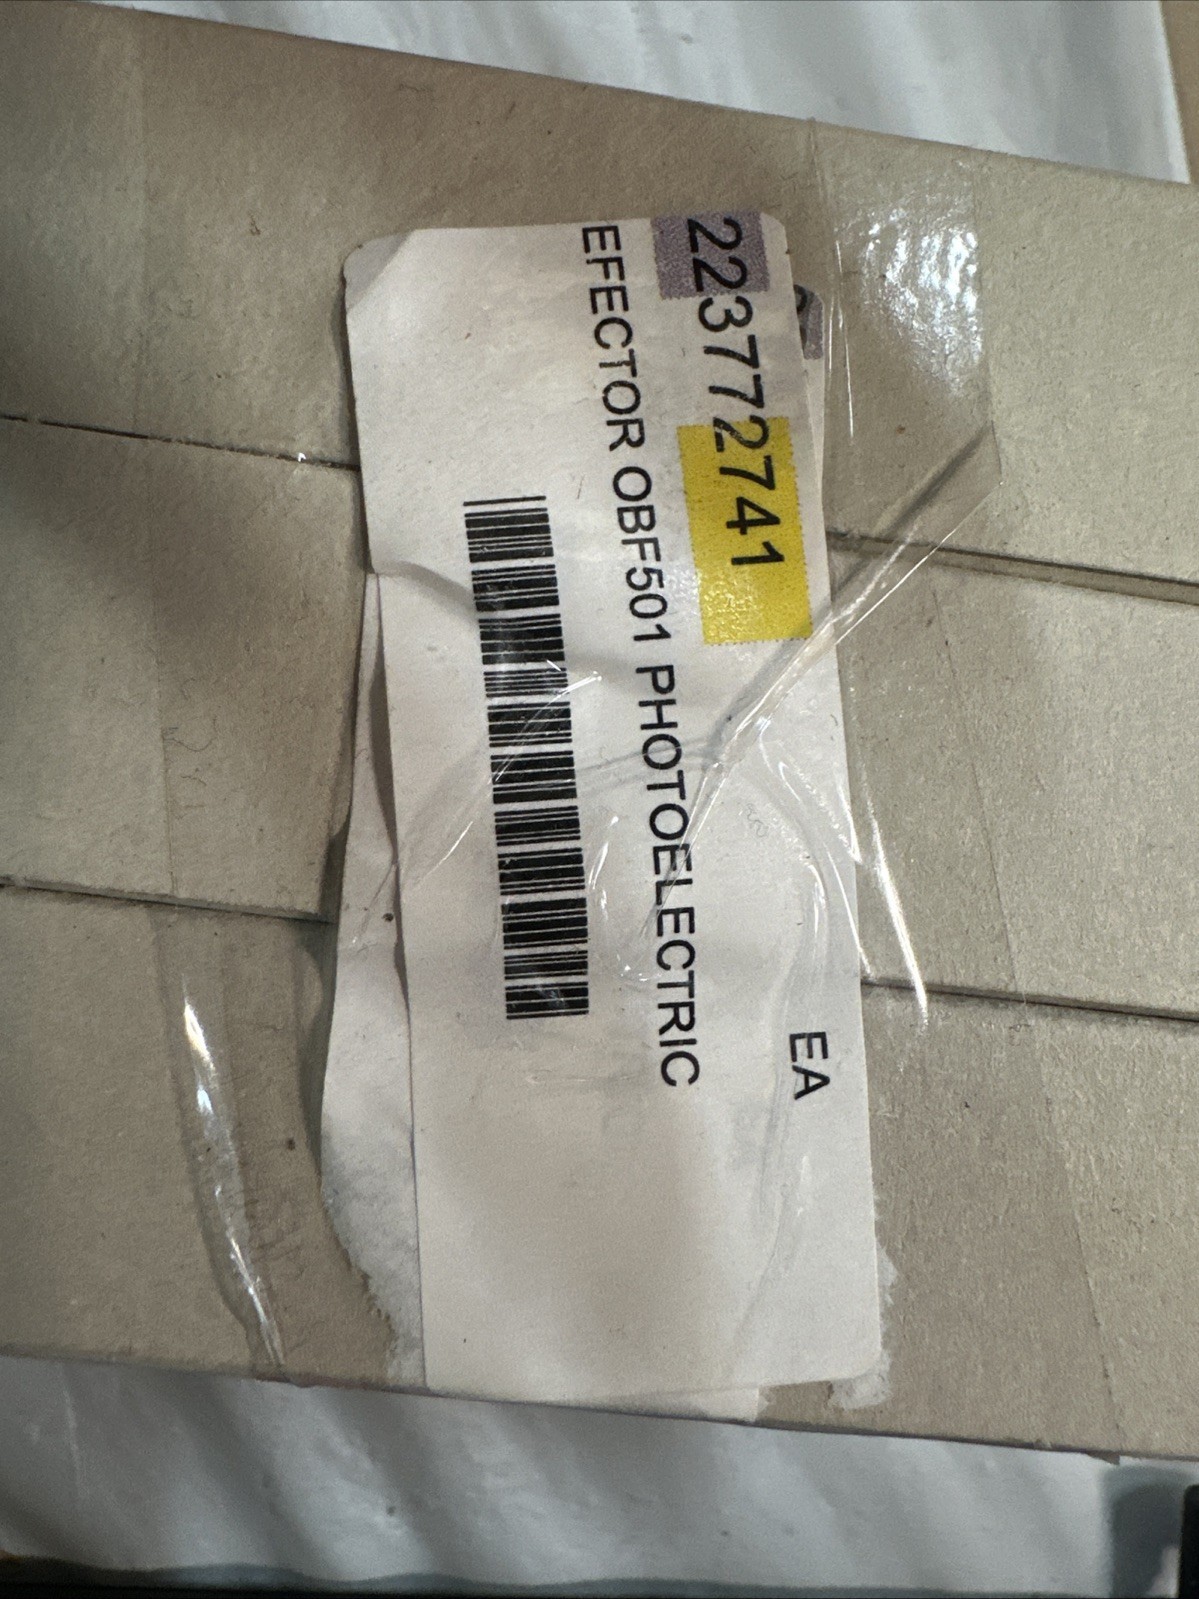 223772741
EFECTOR OBF501 PHOTOELECTRIC
EA